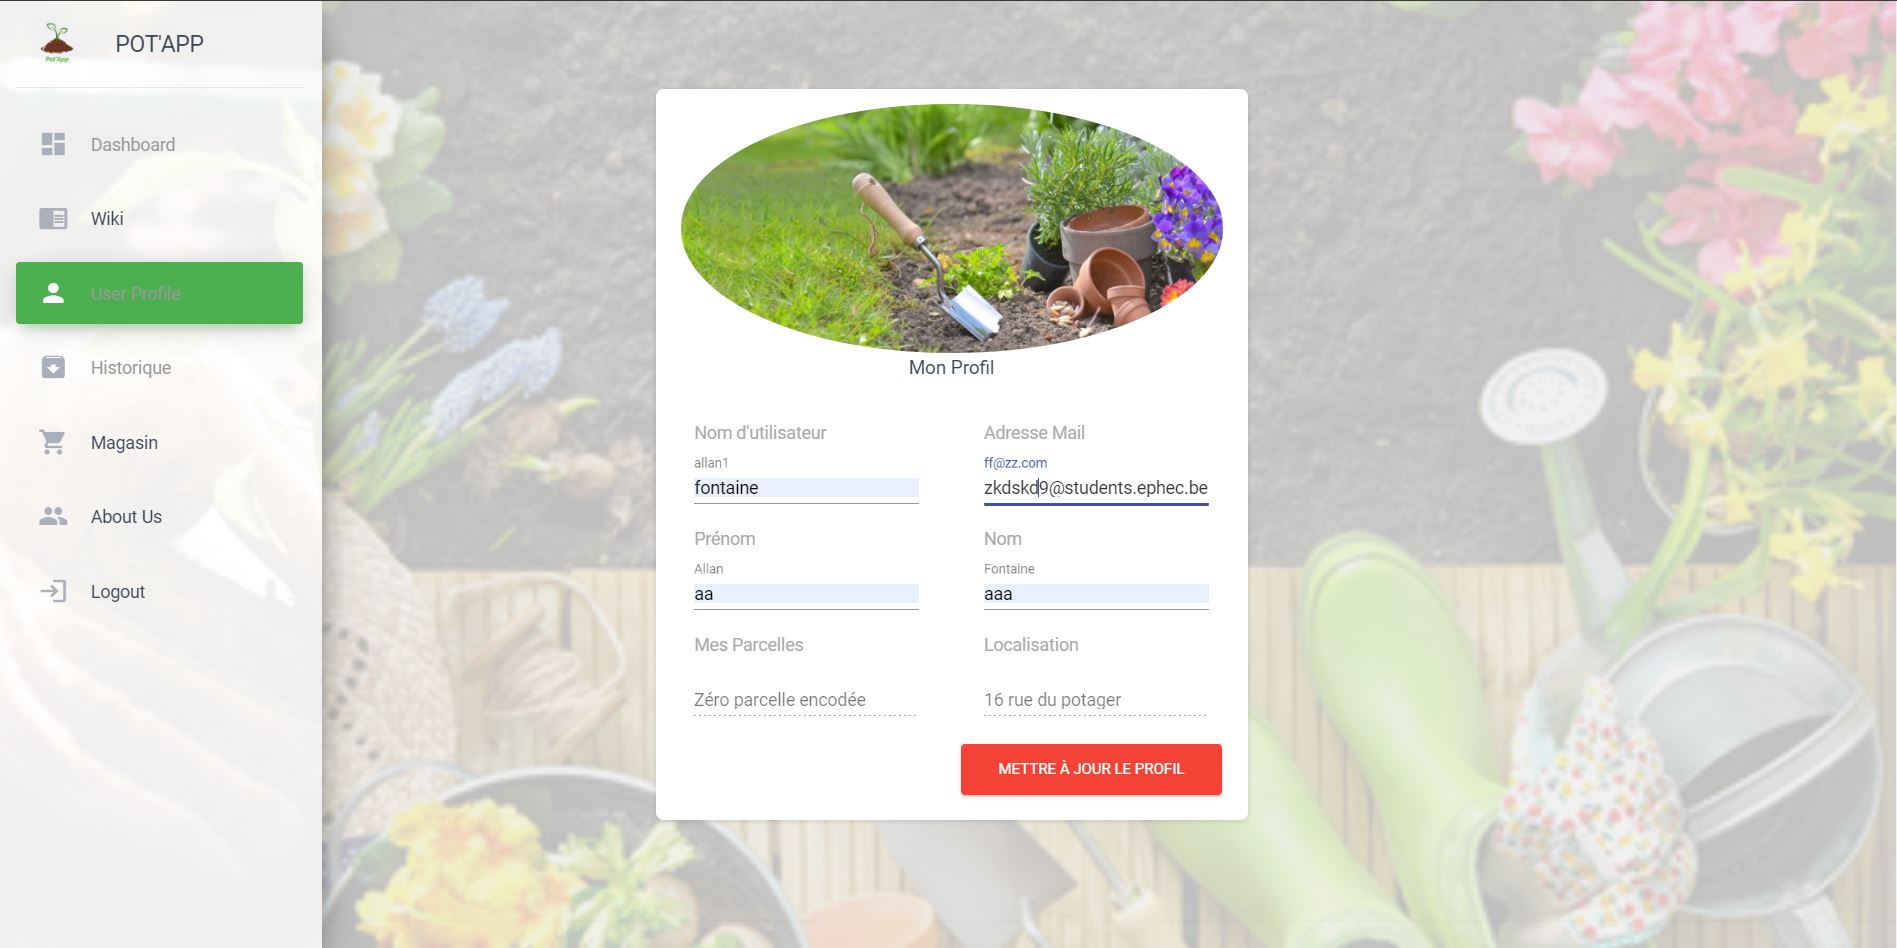 Pot'App
POT'APP
Dashboard
Wiki
User Profile
Historique
Magasin
About Us
Logout
Mon Profil
Nom d'utilisateur
allan1
fontaine
Adresse Mail
ff@zz.com
zkdskd9@students.ephec.be
Prénom
Allan
aa
Nom
Fontaine
aaa
Mes Parcelles
Zéro parcelle encodée
Localisation
16 rue du potager
METTRE À JOUR LE PROFIL